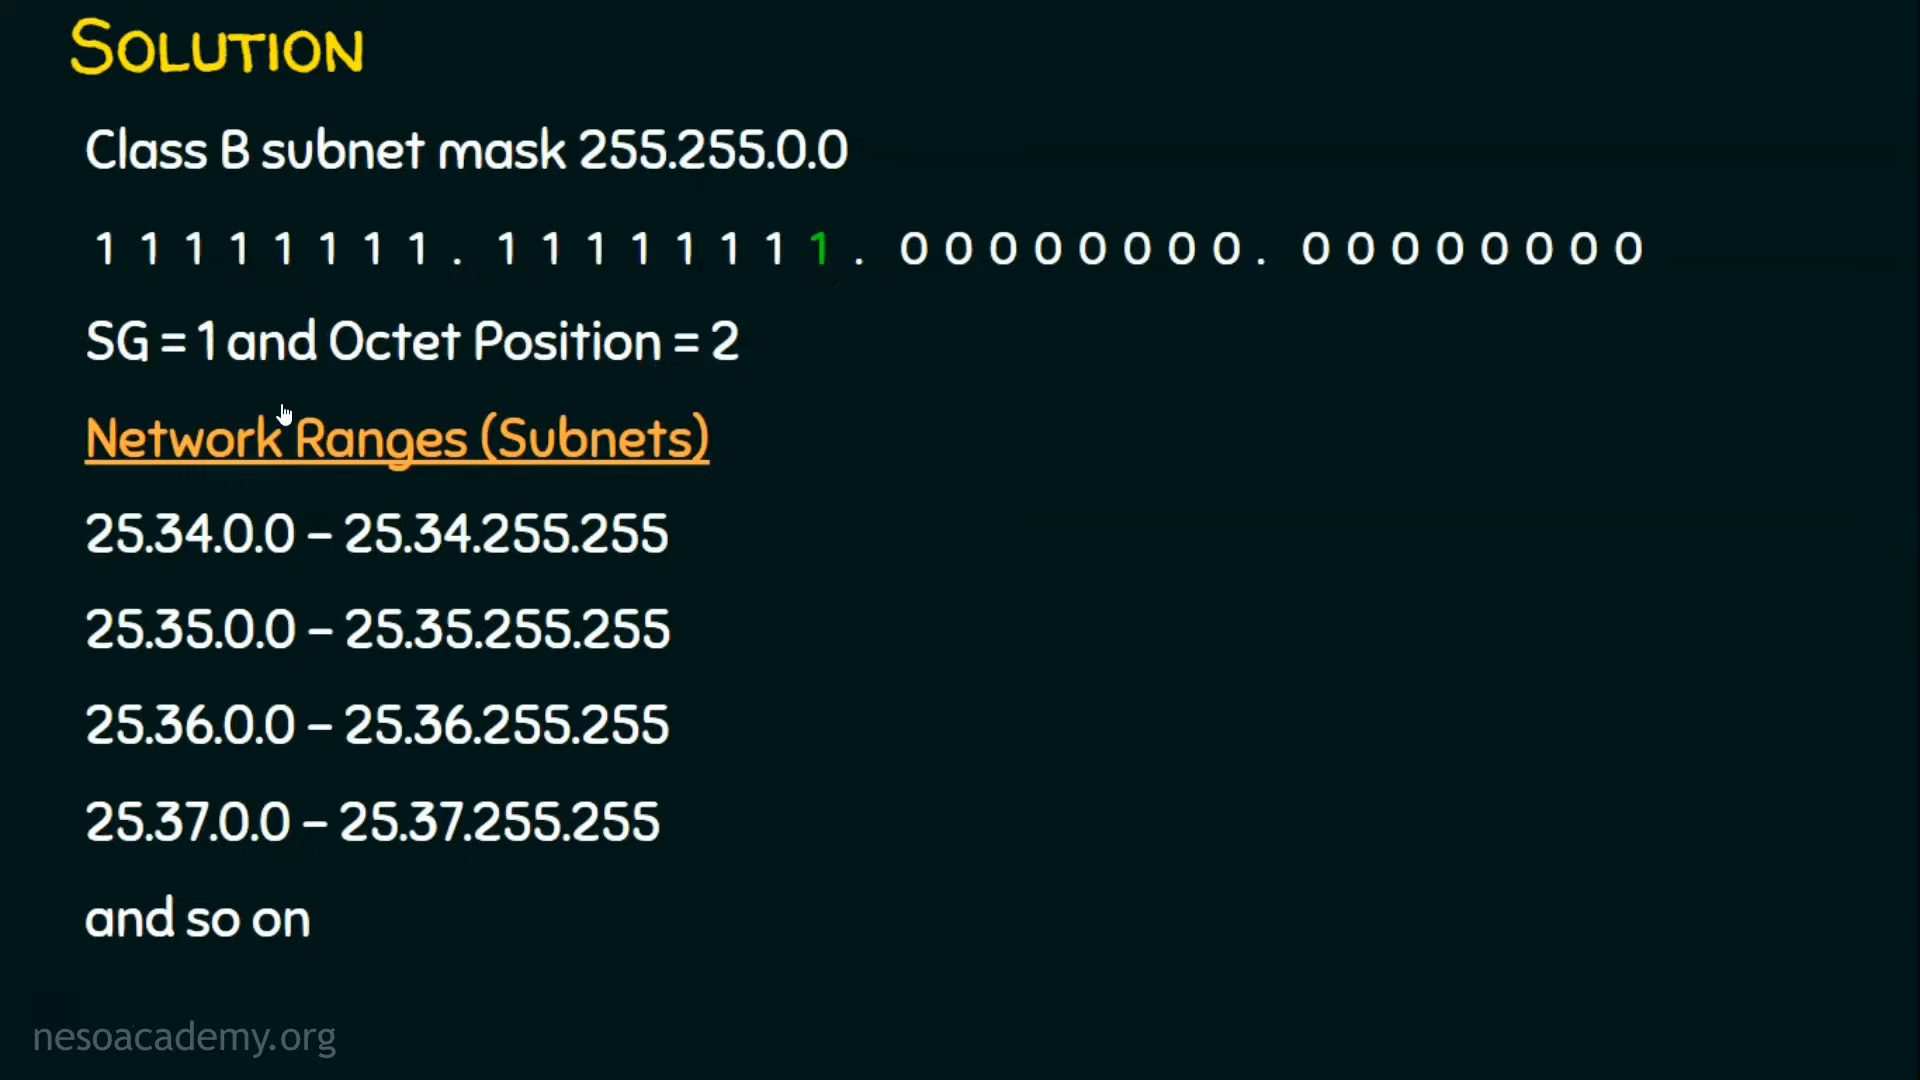 SOLUTION
Class B subnet mask 255.255.0.0
1 1 1 1 1 1 1 1 . 1 1 1 1 1 1 1 1 . 0 0 0 0 0 0 0 0 . 0 0 0 0 0 0 0 0
SG = 1 and Octet Position = 2
Network Ranges (Subnets)
25.34.0.0 – 25.34.255.255
25.35.0.0 – 25.35.255.255
25.36.0.0 – 25.36.255.255
25.37.0.0 – 25.37.255.255
and so on
nesoacademy.org